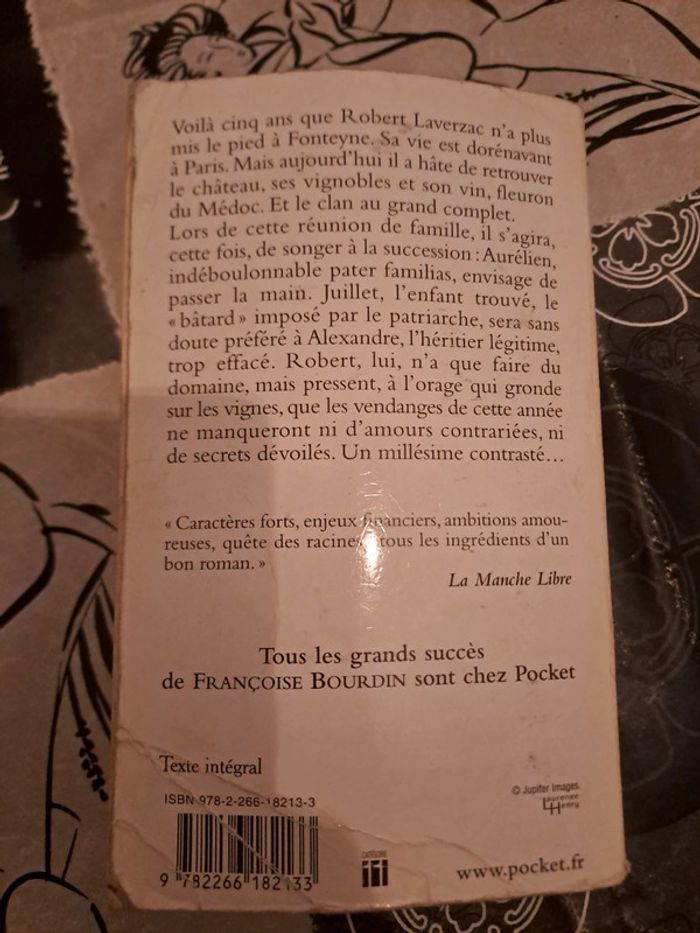 Voilà cinq ans que Robert Laverzac n'a plus
mis le pied à Fonteyne. Sa vie est dorénavant
à Paris. Mais aujourd'hui il a hâte de retrouver
le château, ses vignobles et son vin, fleuron
du Médoc. Et le clan au grand complet.
Lors de cette réunion de famille, il s'agira,
cette fois, de songer à la succession : Aurélien,
indéboulonnable pater familias, envisage de
passer la main. Juillet, l'enfant trouvé, le
« bâtard » imposé par le patriarche, sera sans
doute préféré à Alexandre, l'héritier légitime,
trop effacé. Robert, lui, n'a que faire du
domaine, mais pressent, à l'orage qui gronde
sur les vignes, que les vendanges de cette année
ne manqueront ni d'amours contrariées, ni
de secrets dévoilés. Un millésime contrasté…
« Caractères forts, enjeux financiers, ambitions amou-
reuses, quête des racines, tous les ingrédients d'un
bon roman. »
La Manche Libre
Tous les grands succès
de FRANÇOISE BOURDIN sont chez Pocket
Texte intégral
ISBN 978-2-266-18213-3
© Jupiter Images.
Laurence
Henry
9 782266 182133
CATÉGORIE
www.pocket.fr